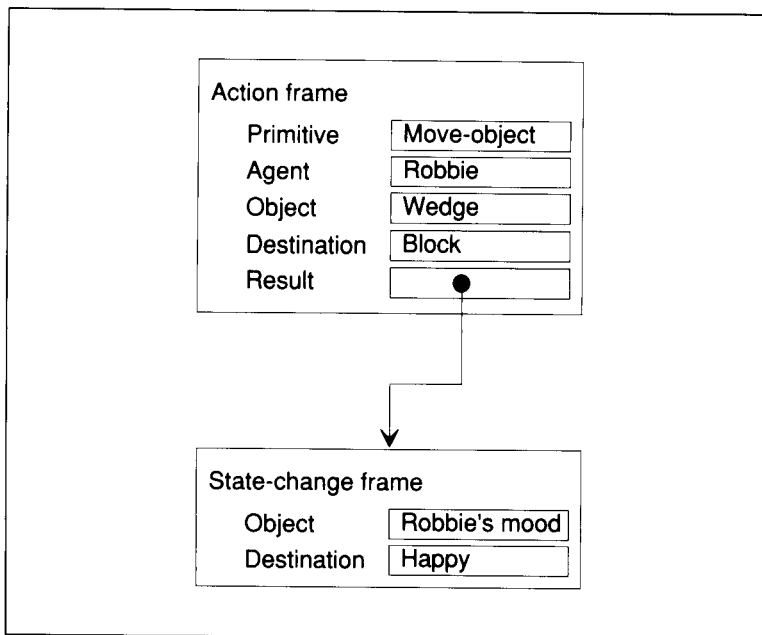 Action frame
Primitive Move-object
Agent Robbie
Object Wedge
Destination Block
Result
State-change frame
Object Robbie's mood
Destination Happy